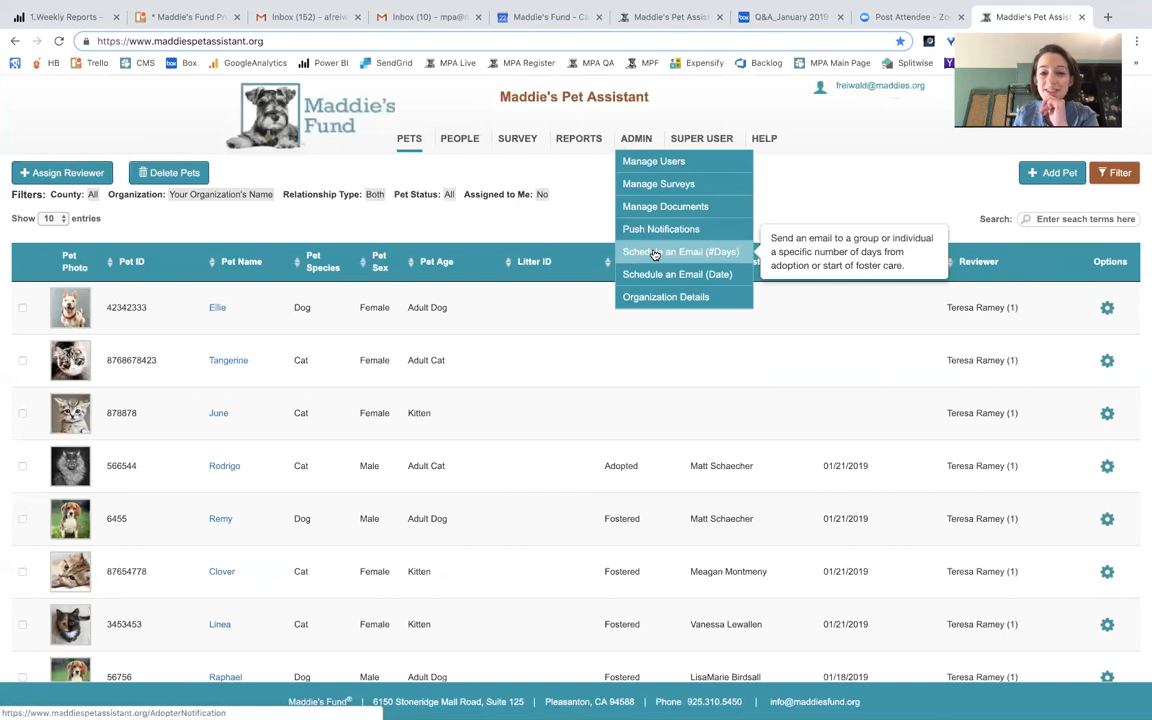 1.Weekly Reports -
* Maddie's Fund Pr
Inbox (152) - afreiw
Inbox (10) - mpa@m
Maddie's Fund - Ca
Maddie's Pet Assist
Q&A_January 2019
Post Attendee - Zo
Maddie's Pet Assist
https://www.maddiespetassistant.org
HB
Trello
CMS
Box
GoogleAnalytics
Power BI
SendGrid
MPA Live
MPA Register
MPA QA
MPF
Expensify
Backlog
MPA Main Page
Splitwise
»
Maddie's Fund
Maddie's Pet Assistant
freiwald@maddies.org
PETS PEOPLE SURVEY REPORTS ADMIN SUPER USER HELP
+ Assign Reviewer
Delete Pets
Manage Users
Manage Surveys
Manage Documents
Push Notifications
Schedule an Email (#Days)
Schedule an Email (Date)
Organization Details
Send an email to a group or individual
a specific number of days from
adoption or start of foster care.
+ Add Pet
Filter
Filters: County: All Organization: Your Organization's Name Relationship Type: Both Pet Status: All Assigned to Me: No
Show 10 entries
Search: Enter seach terms here
Pet Photo Pet ID Pet Name Pet Species Pet Sex Pet Age Litter ID Reviewer Options
42342333 Ellie Dog Female Adult Dog Teresa Ramey (1)
8768678423 Tangerine Cat Female Adult Cat Teresa Ramey (1)
878878 June Cat Female Kitten Teresa Ramey (1)
566544 Rodrigo Cat Male Adult Cat Adopted Matt Schaecher 01/21/2019 Teresa Ramey (1)
6455 Remy Dog Male Adult Dog Fostered Matt Schaecher 01/21/2019 Teresa Ramey (1)
87654778 Clover Cat Female Kitten Fostered Meagan Montmeny 01/21/2019 Teresa Ramey (1)
3453453 Linea Cat Female Kitten Fostered Vanessa Lewallen 01/21/2019 Teresa Ramey (1)
56756 Raphael Dog Male Adult Dog Fostered LisaMarie Birdsall 01/18/2019 Teresa Ramey (1)
Maddie's Fund® | 6150 Stoneridge Mall Road, Suite 125 | Pleasanton, CA 94588 | Phone 925.310.5450 | info@maddiesfund.org
https://www.maddiespetassistant.org/AdopterNotification